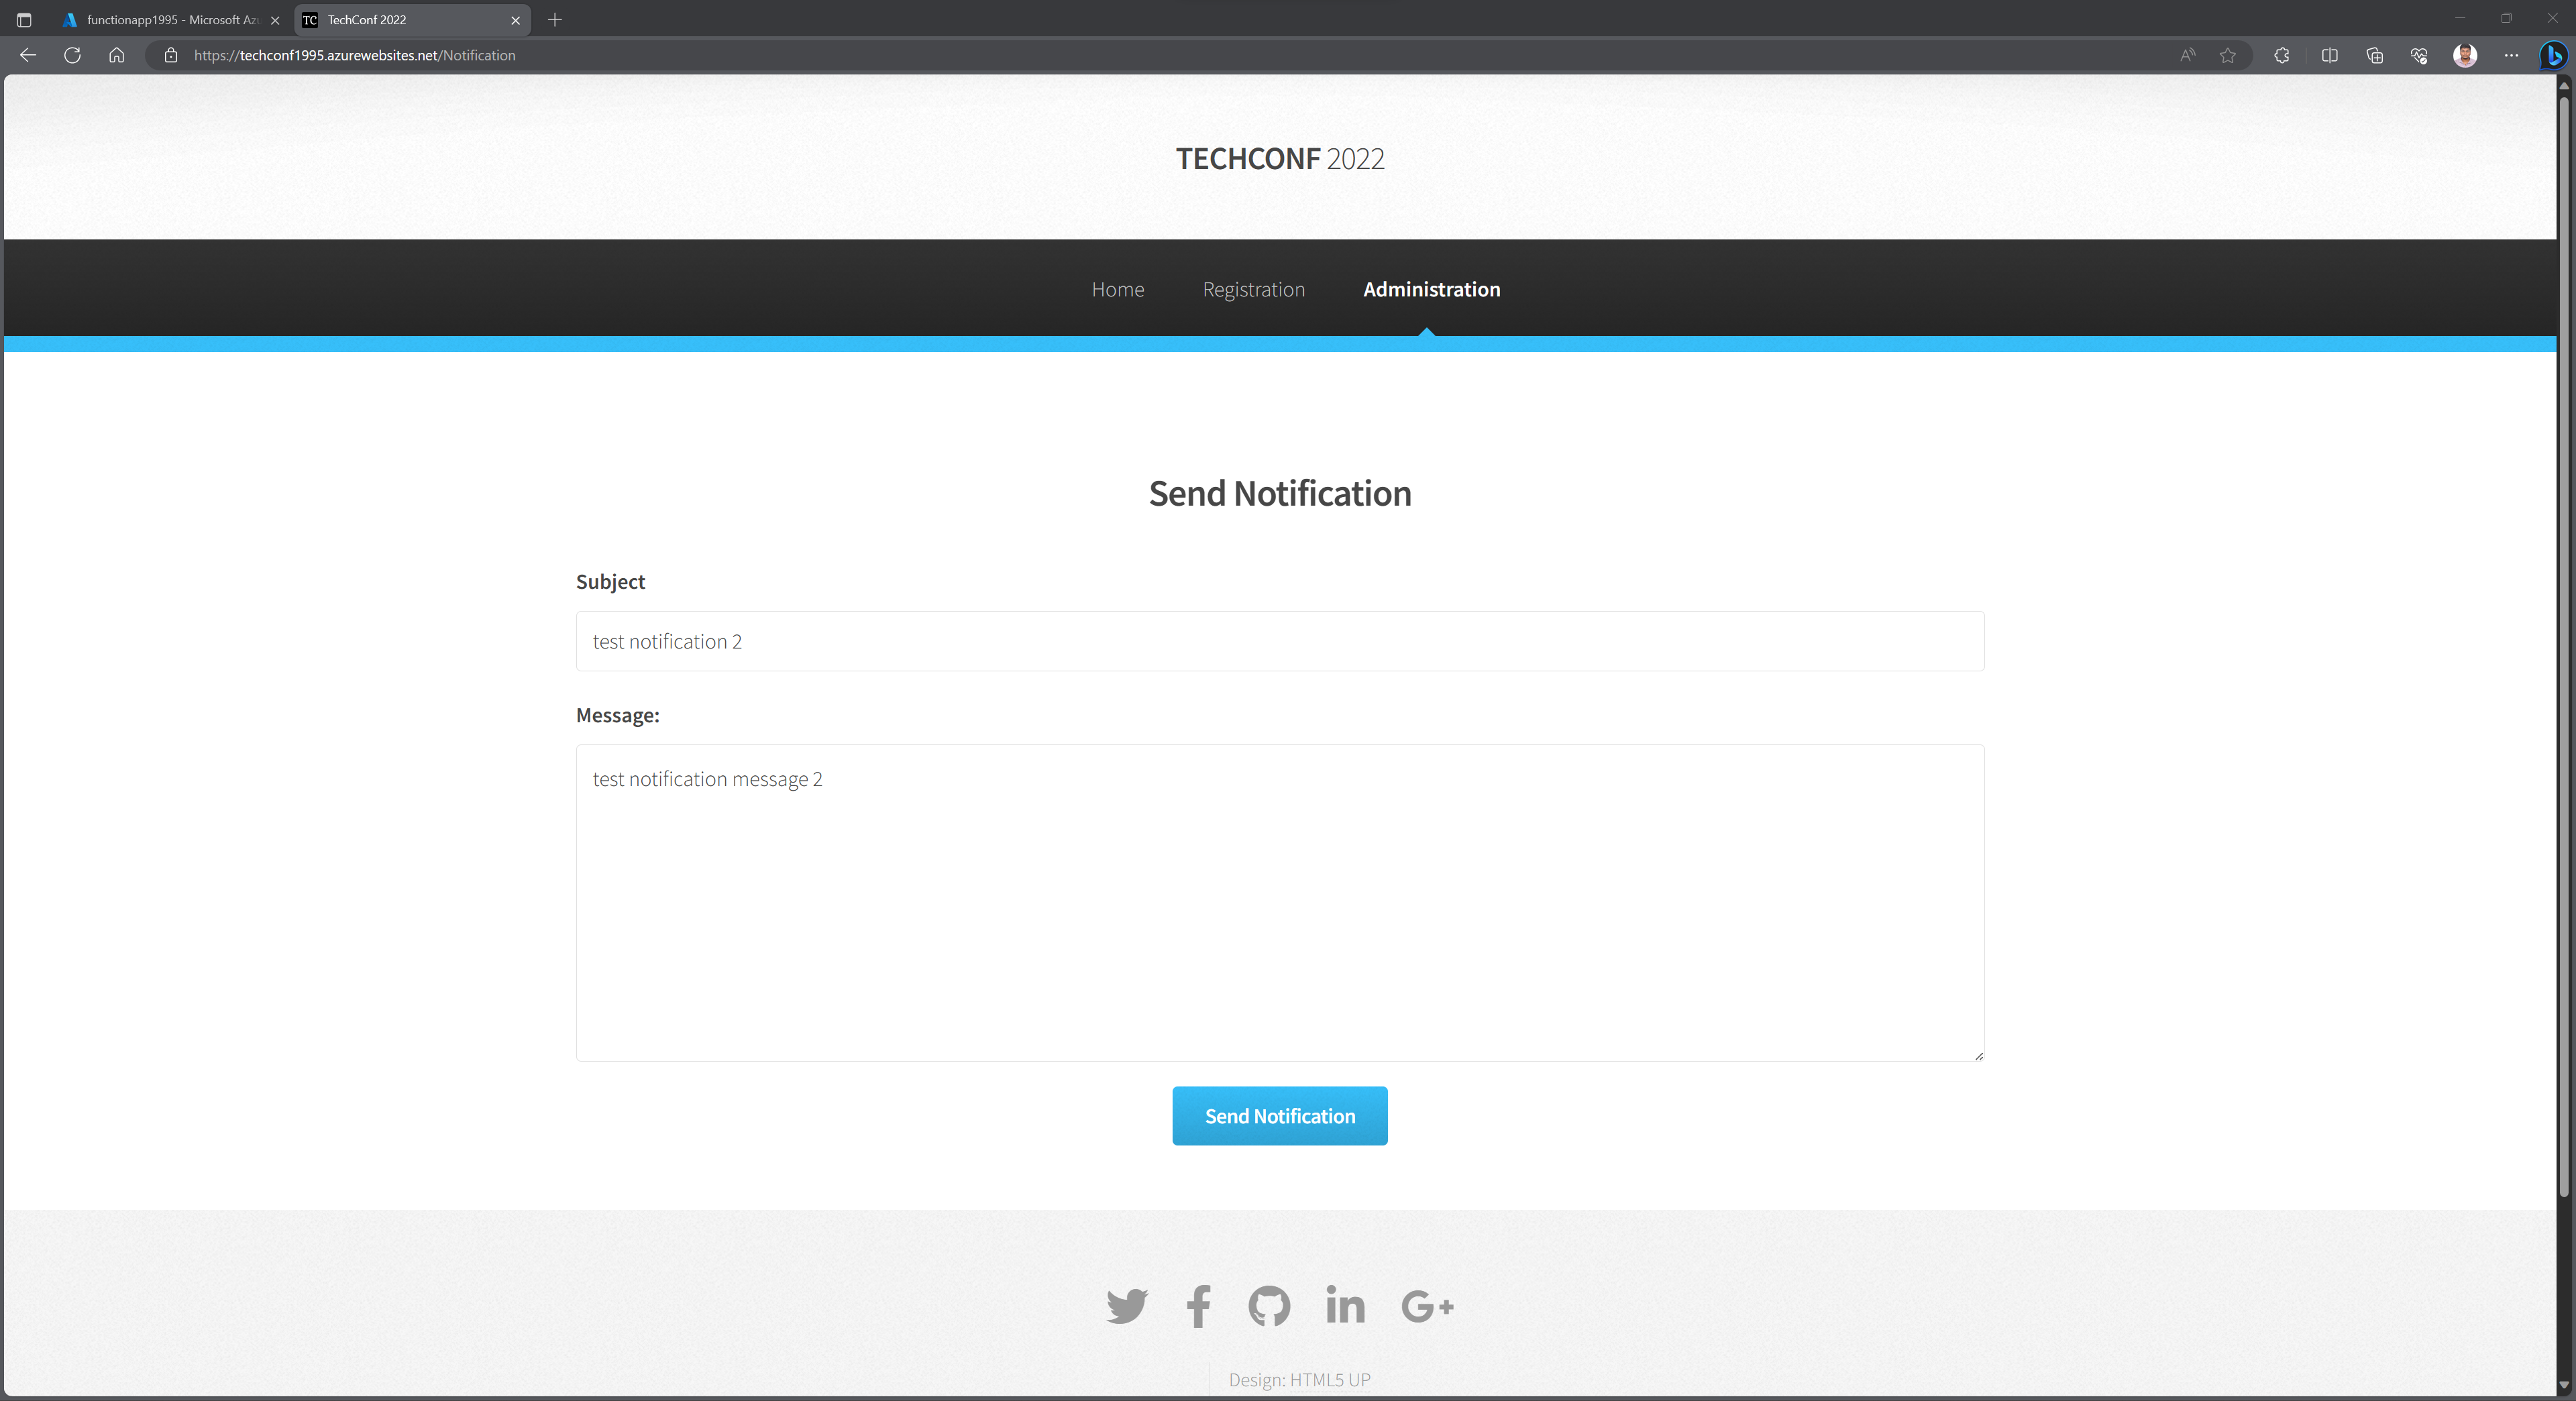 functionapp1995 - Microsoft Azu
TC TechConf 2022
https://techconf1995.azurewebsites.net/Notification
TECHCONF 2022
Home Registration Administration
Send Notification
Subject
test notification 2
Message:
test notification message 2
Send Notification
Design: HTML5 UP